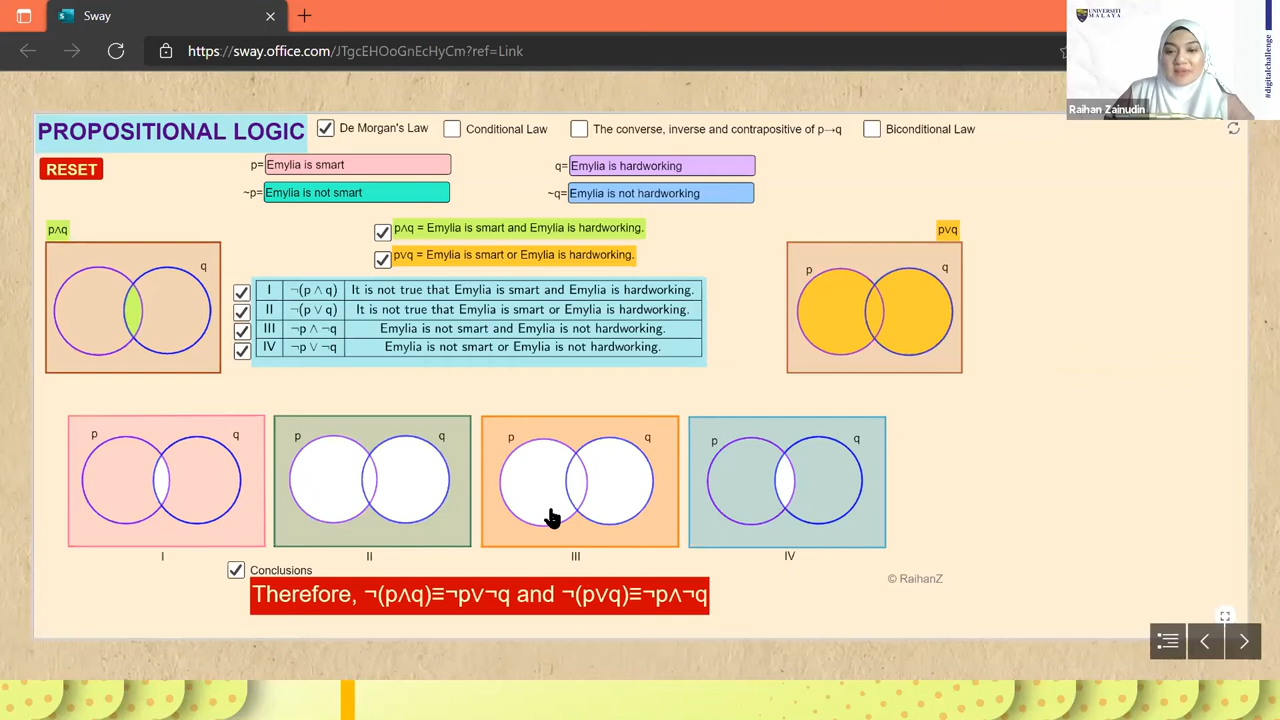 Sway
https://sway.office.com/JTgcEHOoGnEcHyCm?ref=Link
UNIVERSITI
MALAYA
#digitalchallenge
Raihan Zainudin
PROPOSITIONAL LOGIC
De Morgan's Law
Conditional Law
The converse, inverse and contrapositive of p→q
Biconditional Law
RESET
p= Emylia is smart
q= Emylia is hardworking
~p= Emylia is not smart
~q= Emylia is not hardworking
p∧q
p∧q = Emylia is smart and Emylia is hardworking.
p∨q
p∨q = Emylia is smart or Emylia is hardworking.
q
p q
I ¬(p ∧ q) It is not true that Emylia is smart and Emylia is hardworking.
II ¬(p ∨ q) It is not true that Emylia is smart or Emylia is hardworking.
III ¬p ∧ ¬q Emylia is not smart and Emylia is not hardworking.
IV ¬p ∨ ¬q Emylia is not smart or Emylia is not hardworking.
p q p q p q p q
I II III IV
Conclusions
Therefore, ¬(p∧q)≡¬p∨¬q and ¬(p∨q)≡¬p∧¬q
© RaihanZ